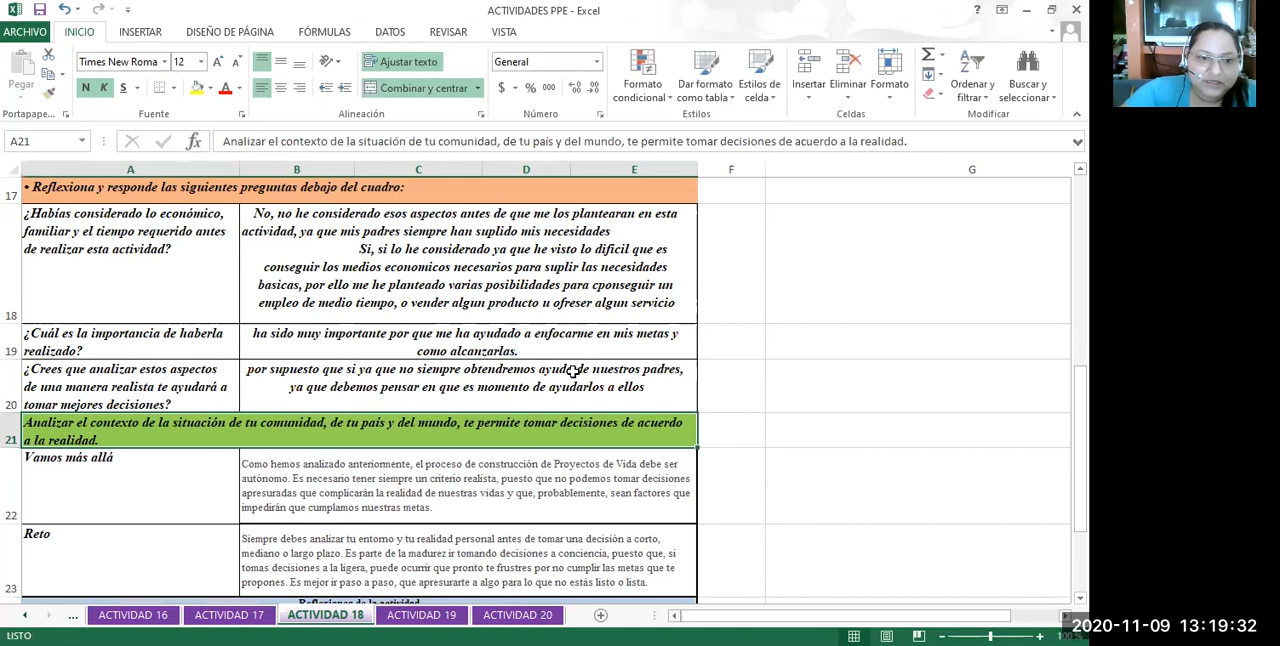 ACTIVIDADES PPE - Excel
ARCHIVO INICIO INSERTAR DISEÑO DE PÁGINA FÓRMULAS DATOS REVISAR VISTA
Pegar
Times New Roma 12
N K S
Ajustar texto
Combinar y centrar
General
$ % 000
Formato condicional
Dar formato como tabla
Estilos de celda
Insertar
Eliminar
Formato
Ordenar y filtrar
Buscar y seleccionar
Portapape...
Fuente
Alineación
Número
Estilos
Celdas
Modificar
A21
fx
Analizar el contexto de la situación de tu comunidad, de tu país y del mundo, te permite tomar decisiones de acuerdo a la realidad.
A B C D E F G
17
• Reflexiona y responde las siguientes preguntas debajo del cuadro:
¿Habías considerado lo económico,
familiar y el tiempo requerido antes
de realizar esta actividad?
No, no he considerado esos aspectos antes de que me los plantearan en esta
actividad, ya que mis padres siempre han suplido mis necesidades
Si, si lo he considerado ya que he visto lo dificil que es
conseguir los medios economicos necesarios para suplir las necesidades
basicas, por ello me he planteado varias posibilidades para cponseguir un
empleo de medio tiempo, o vender algun producto u ofreser algun servicio
18
¿Cuál es la importancia de haberla
realizado?
ha sido muy importante por que me ha ayudado a enfocarme en mis metas y
como alcanzarlas.
19
¿Crees que analizar estos aspectos
de una manera realista te ayudará a
tomar mejores decisiones?
por supuesto que si ya que no siempre obtendremos ayuda de nuestros padres,
ya que debemos pensar en que es momento de ayudarlos a ellos
20
Analizar el contexto de la situación de tu comunidad, de tu país y del mundo, te permite tomar decisiones de acuerdo
a la realidad.
21
Vamos más allá
Como hemos analizado anteriormente, el proceso de construcción de Proyectos de Vida debe ser
autónomo. Es necesario tener siempre un criterio realista, puesto que no podemos tomar decisiones
apresuradas que complicarán la realidad de nuestras vidas y que, probablemente, sean factores que
impedirán que cumplamos nuestras metas.
22
Reto
Siempre debes analizar tu entorno y tu realidad personal antes de tomar una decisión a corto,
mediano o largo plazo. Es parte de la madurez ir tomando decisiones a conciencia, puesto que, si
tomas decisiones a la ligera, puede ocurrir que pronto te frustres por no cumplir las metas que te
propones. Es mejor ir paso a paso, que apresurarte a algo para lo que no estás listo o lista.
23
Reflexiones de la actividad
... ACTIVIDAD 16 ACTIVIDAD 17 ACTIVIDAD 18 ACTIVIDAD 19 ACTIVIDAD 20
LISTO
2020-11-09 13:19:32